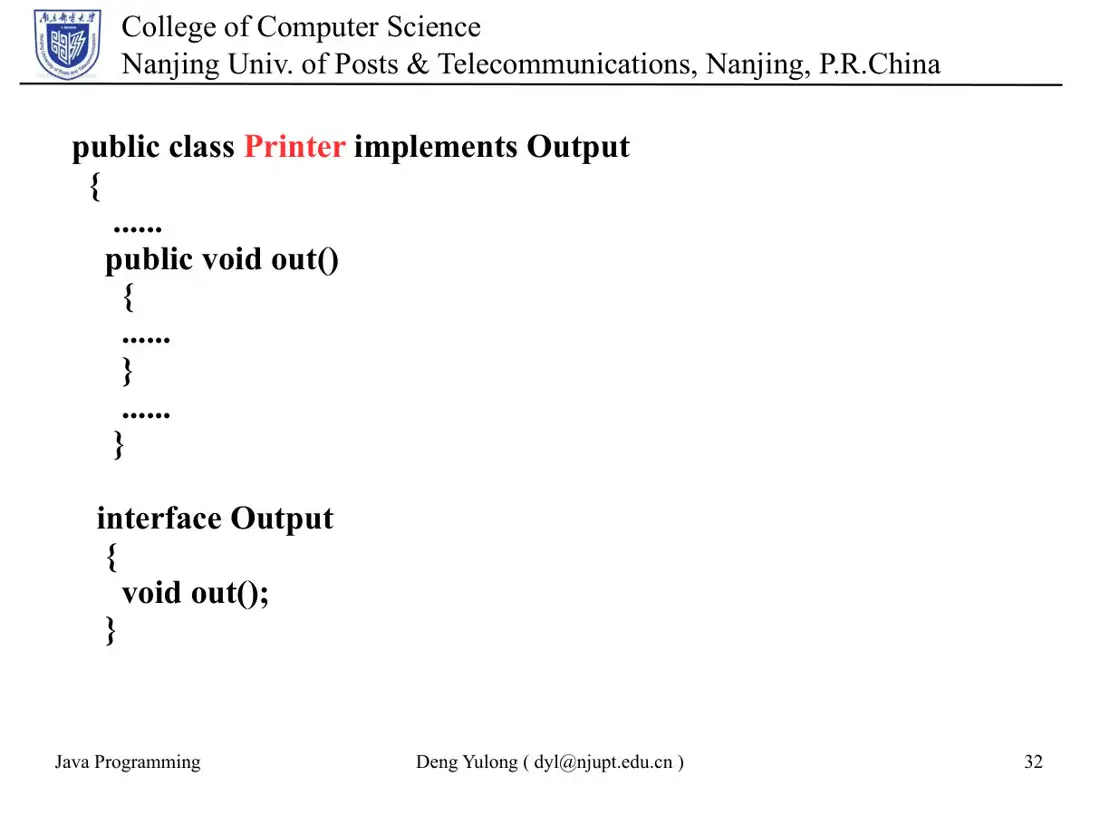 College of Computer Science
Nanjing Univ. of Posts & Telecommunications, Nanjing, P.R.China
public class Printer implements Output
{
......
public void out()
{
......
}
......
}
interface Output
{
void out();
}
Java Programming
Deng Yulong ( dyl@njupt.edu.cn )
32